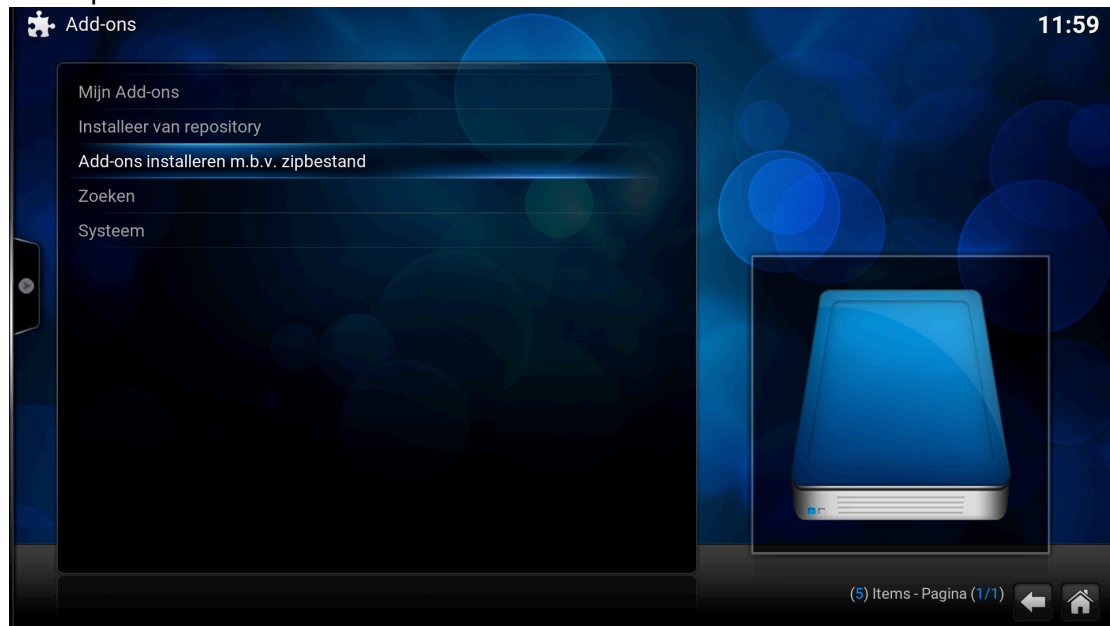 Add-ons
11:59
Mijn Add-ons
Installeer van repository
Add-ons installeren m.b.v. zipbestand
Zoeken
Systeem
(5) Items - Pagina (1/1)